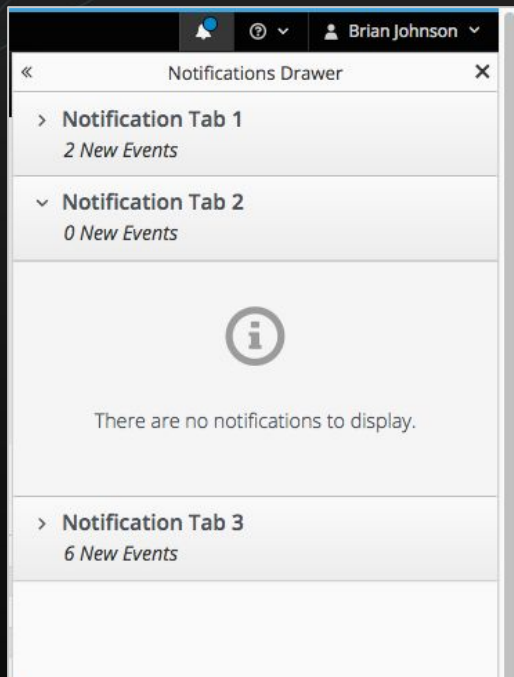 Brian Johnson
Notifications Drawer
Notification Tab 1
2 New Events
Notification Tab 2
0 New Events
There are no notifications to display.
Notification Tab 3
6 New Events